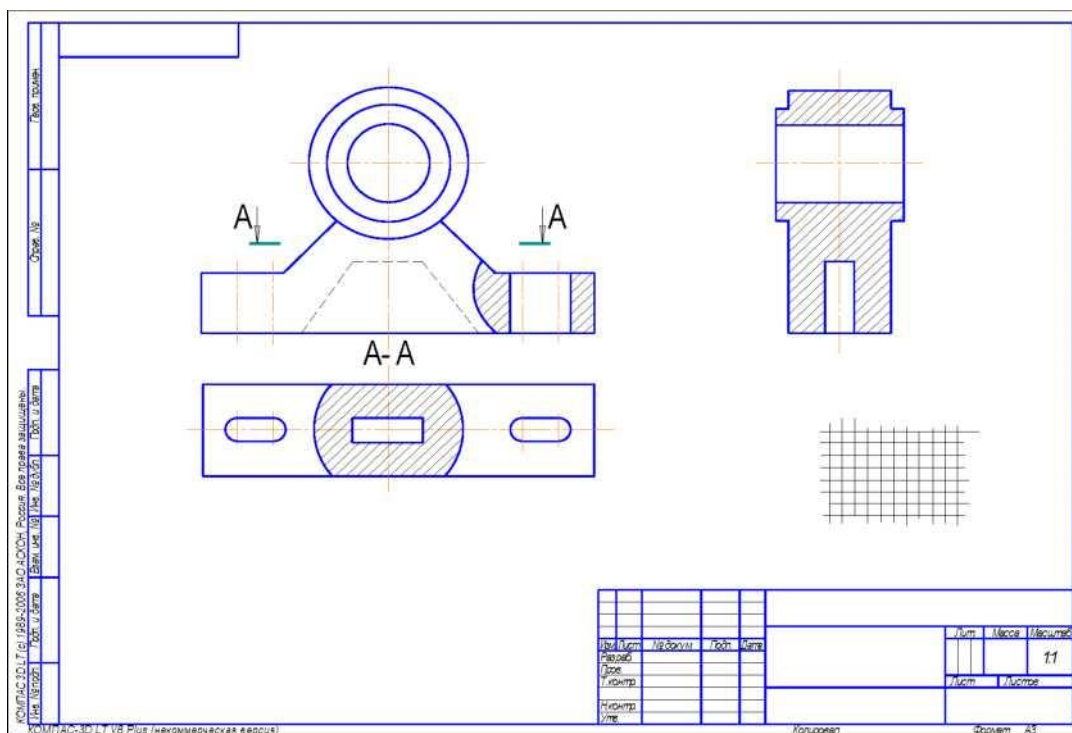 Перв. примен.
Справ. №
A
A
A- A
КОМПАС-3D LT (с) 1989-2006 ЗАО АСКОН, Россия. Все права защищены.
Подп. и дата
Инв. № дубл.
Взам. инв. №
Подп. и дата
Инв. № подл.
Изм.
Лист
№ докум.
Подп.
Дата
Разраб.
Пров.
Т.контр.
Н.контр.
Утв.
Лит.
Масса
Масштаб
1:1
Лист
Листов
КОМПАС-3D LT V8 Plus (некоммерческая версия)
Копировал
Формат А3